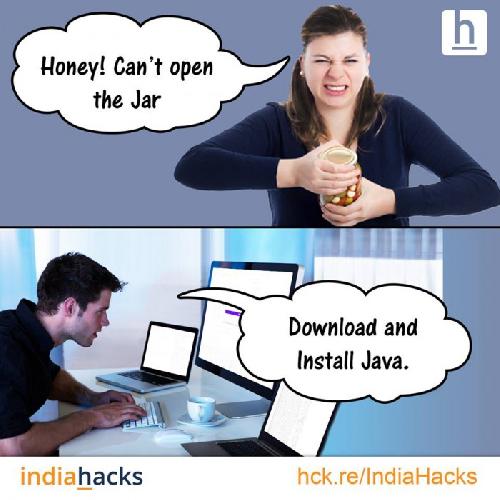 h
Honey! Can't open
the Jar
Download and
Install Java.
indiahacks
hck.re/IndiaHacks